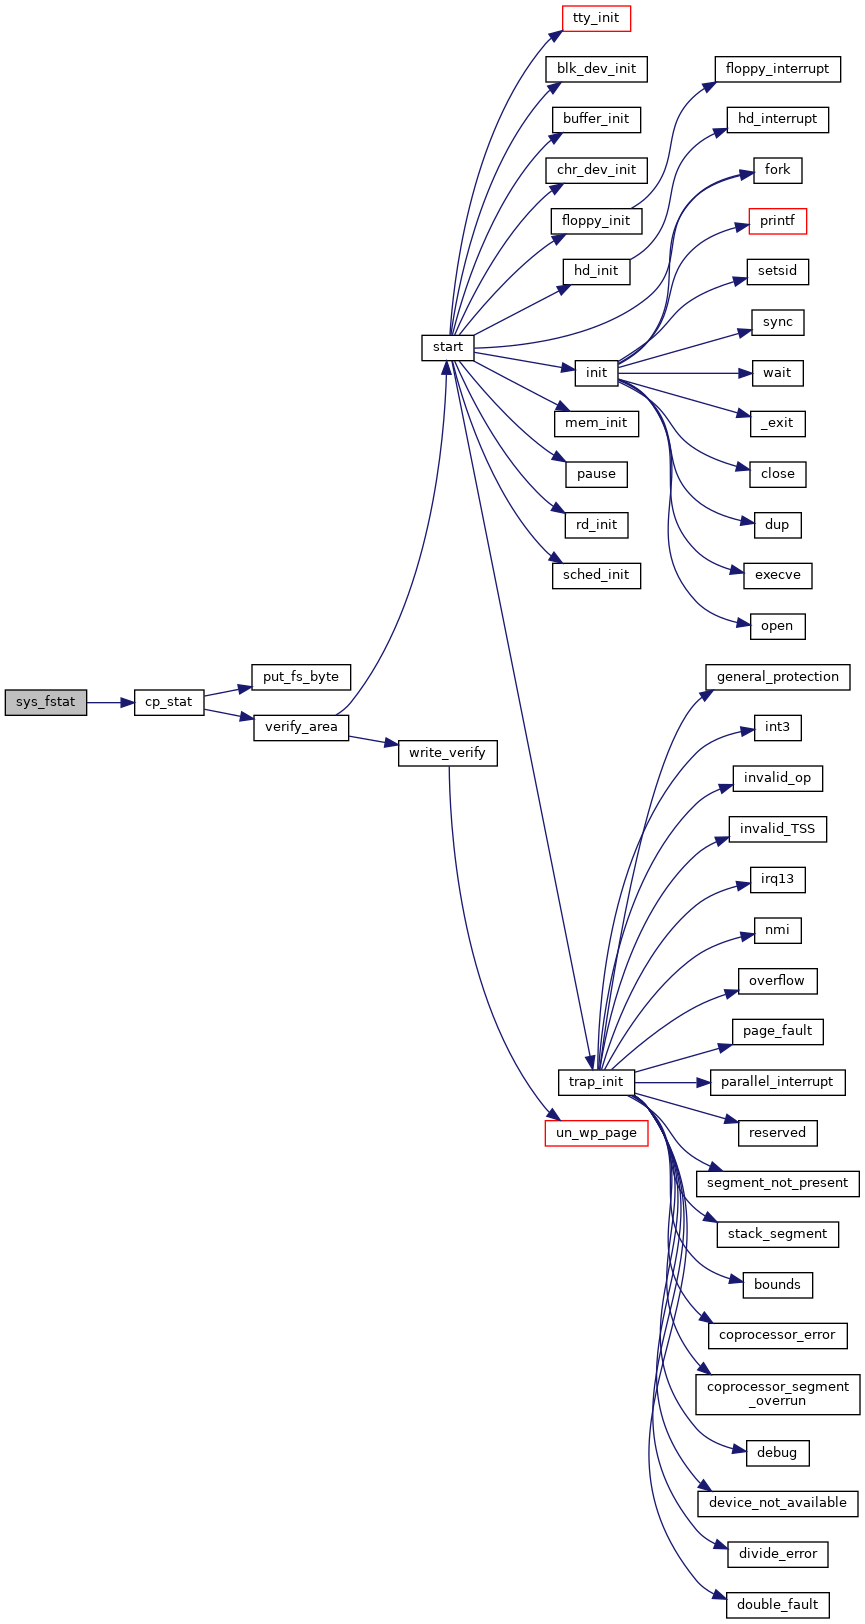 tty_init
blk_dev_init
floppy_interrupt
buffer_init
hd_interrupt
chr_dev_init
fork
floppy_init
printf
hd_init
setsid
sync
start
init
wait
mem_init
_exit
pause
close
rd_init
dup
sched_init
execve
open
put_fs_byte
general_protection
sys_fstat
cp_stat
verify_area
int3
write_verify
invalid_op
invalid_TSS
irq13
nmi
overflow
page_fault
trap_init
parallel_interrupt
un_wp_page
reserved
segment_not_present
stack_segment
bounds
coprocessor_error
coprocessor_segment
_overrun
debug
device_not_available
divide_error
double_fault